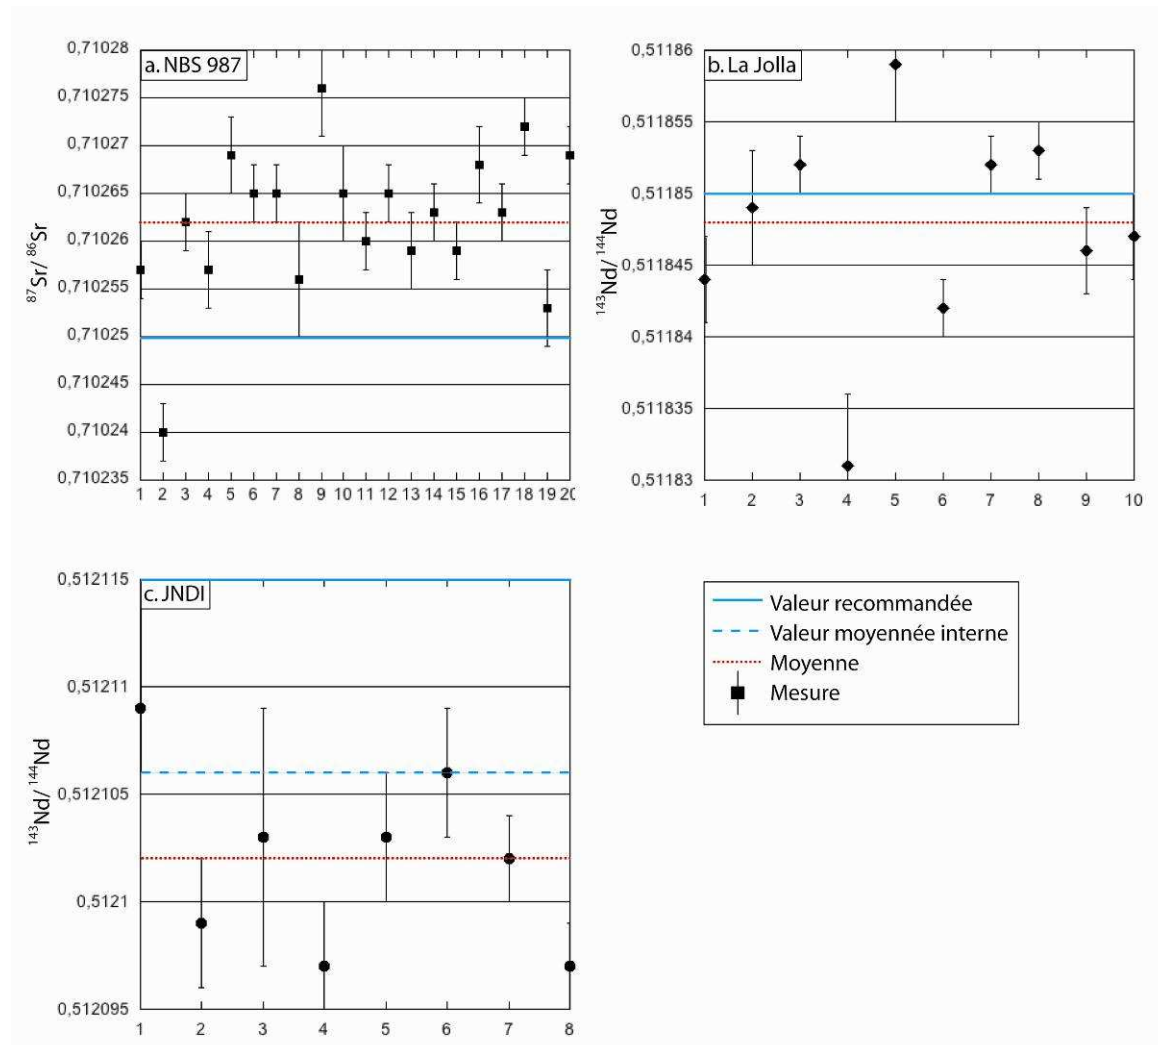 a. NBS 987
0,71028
0,710275
0,71027
0,710265
0,71026
0,710255
0,71025
0,710245
0,71024
0,710235
87Sr/ 86Sr
1 2 3 4 5 6 7 8 9 10 11 12 13 14 15 16 17 18 19 20
b. La Jolla
0,51186
0,511855
0,51185
0,511845
0,51184
0,511835
0,51183
143Nd/ 144Nd
1 2 3 4 5 6 7 8 9 10
c. JNDI
0,512115
0,51211
0,512105
0,5121
0,512095
143Nd/ 144Nd
1 2 3 4 5 6 7 8
Valeur recommandée
Valeur moyennée interne
Moyenne
Mesure